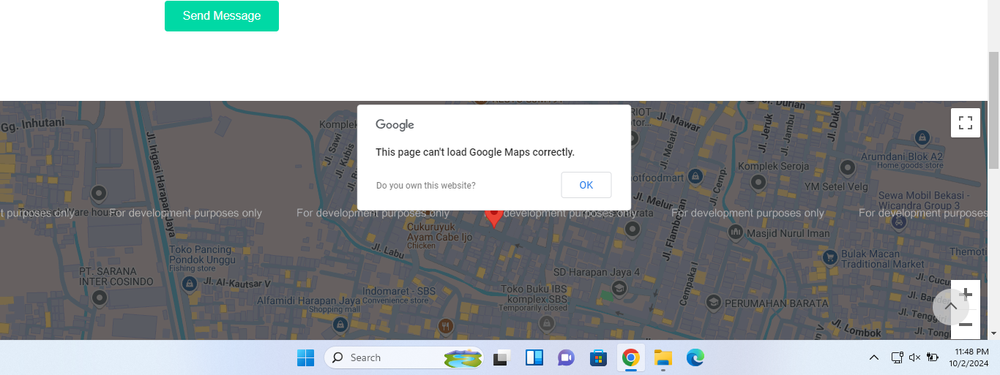 Send Message
Gg. Inhutani
Jl. Irigasi Harapan Jaya
Jl. Sawi
Jl. Kubis
Google
This page can't load Google Maps correctly.
Do you own this website?
OK
Jl. Mawar
Jl. Melati
Jl. Durian
Jl. Jeruk
Jl. Jambu
Jl. Duku
Arumdani Blok A2
Home goods store
Komplek Seroja
Jl. Cemp.
YM Setel Velg
Jl. Melur
Sewa Mobil Bekasi -
Wicandra Group 3
t purposes only
For development purposes only
For development purposes only
development purposes only
For development purposes only
For development purposes
Cukuruyuk
Ayam Cabe Ijo
Chicken
Jl. Flamboyan
Masjid Nurul Iman
Toko Pancing
Pondok Unggu
Fishing store
Jl. Labu
Bulak Macan
Traditional Market
Themoti
PT. SARANA
INTER COSINDO
Jl. Al-Kautsar V
SD Harapan Jaya 4
Cempaka I
Jl. Cucu
Indomaret - SBS
Convenience store
Toko Buku IBS
komplek SBS
Temporarily closed
Alfamidi Harapan Jaya
Shopping mall
PERUMAHAN BARATA
Jl. Tenggiri
Jl. Lombok
Jl. Tong
Search
11:48 PM
10/2/2024